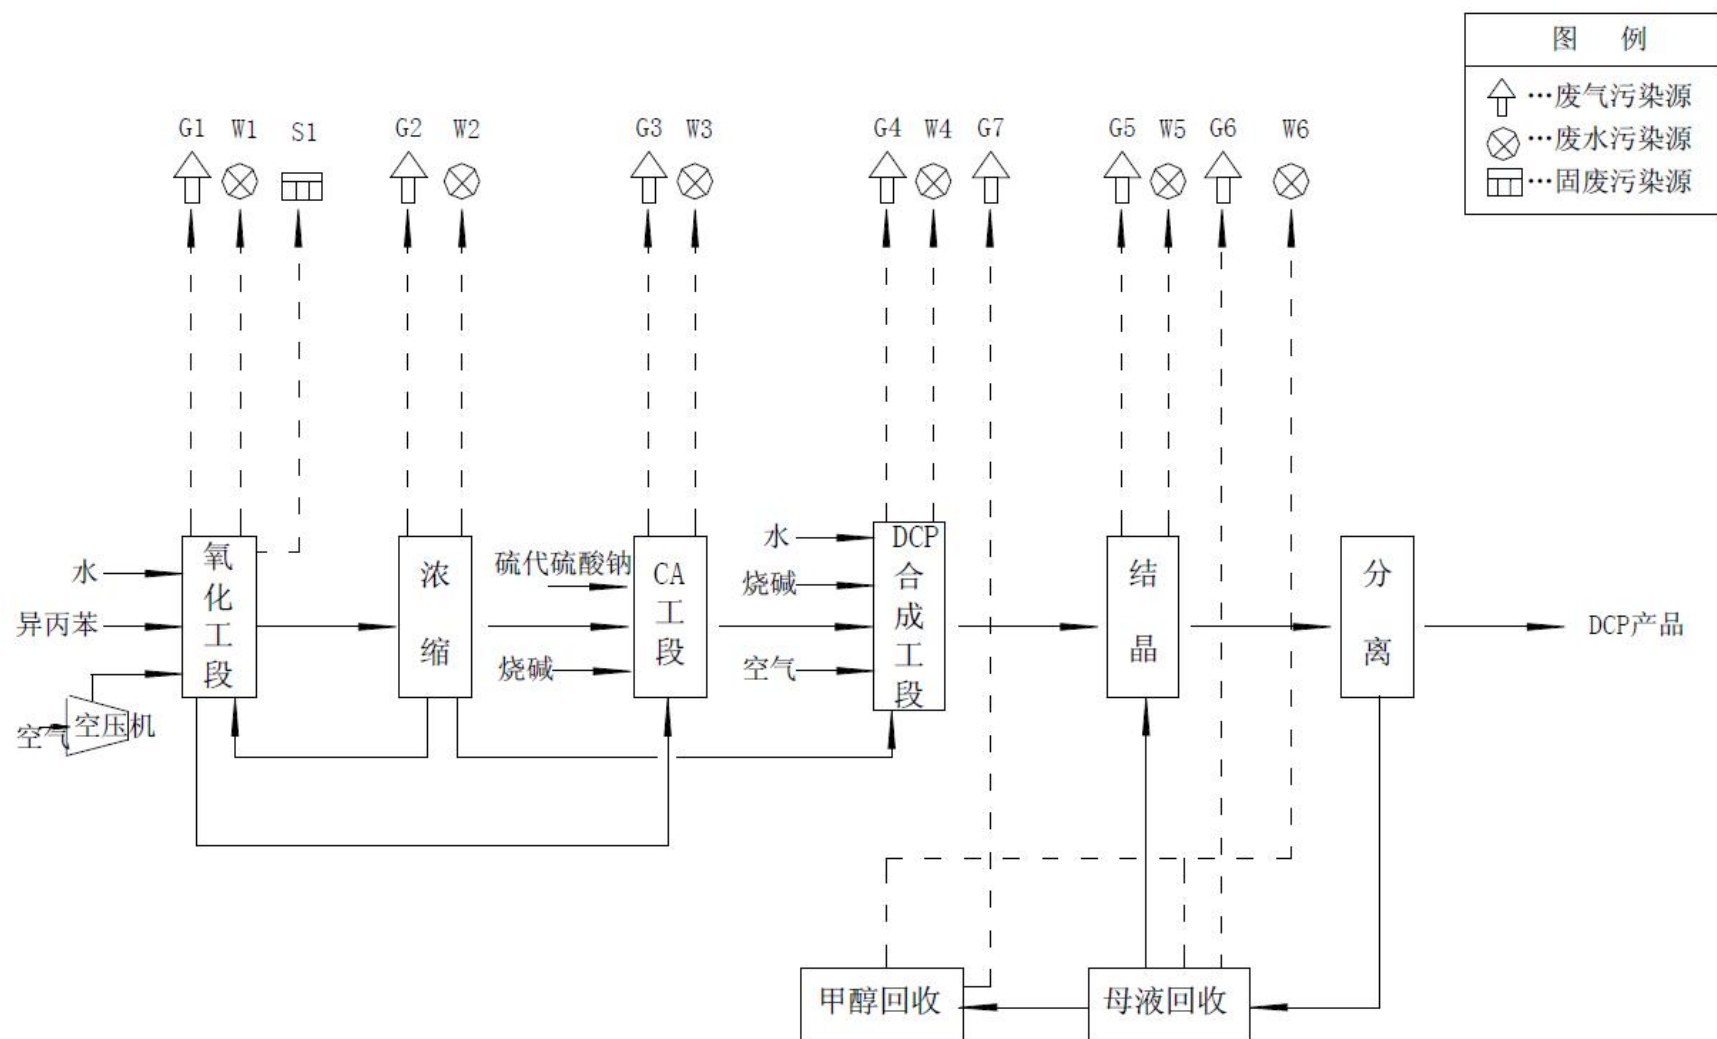 图 例
…废气污染源
…废水污染源
…固废污染源
G1 W1 S1 G2 W2 G3 W3 G4 W4 G7 G5 W5 G6 W6
水
异丙苯
空气
空压机
氧化工段
浓缩
硫代硫酸钠
烧碱
CA工段
水
烧碱
空气
DCP合成工段
结晶
分离
DCP产品
甲醇回收
母液回收